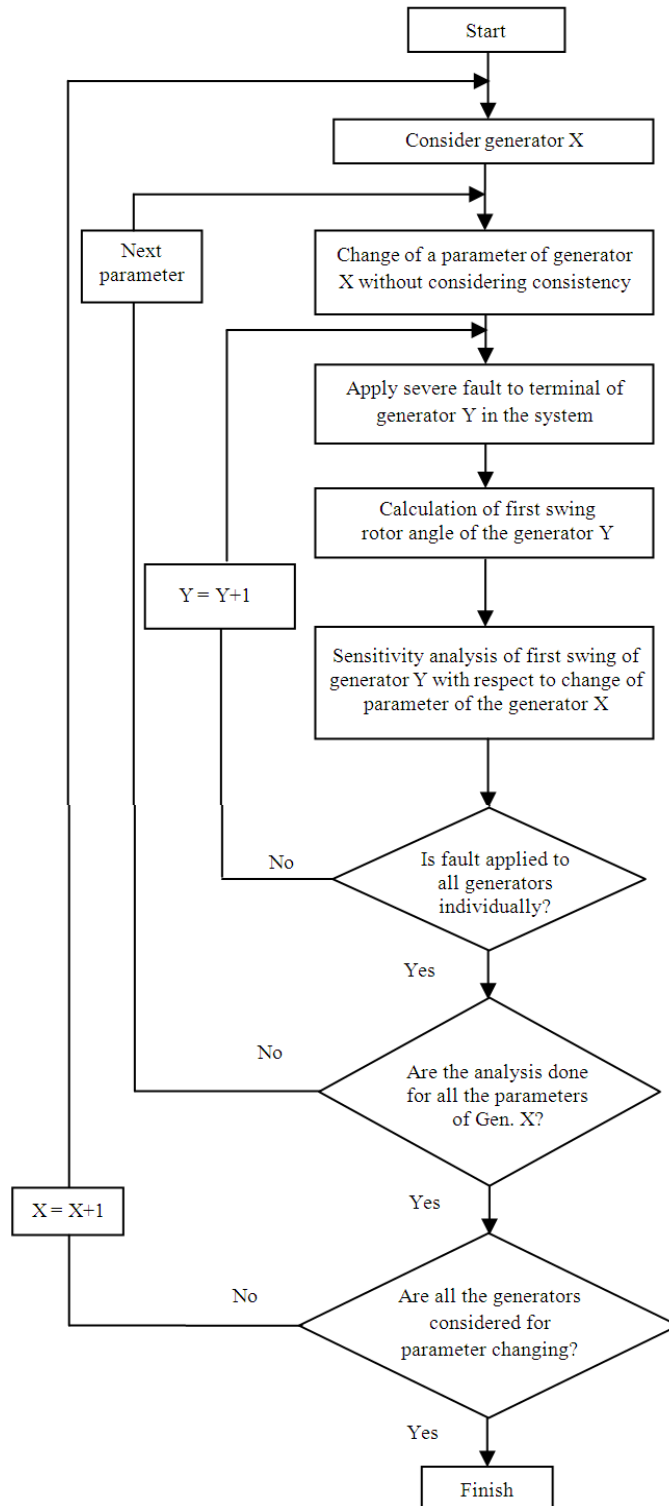 Start
Consider generator X
Next
parameter
Change of a parameter of generator
X without considering consistency
Apply severe fault to terminal of
generator Y in the system
Calculation of first swing
rotor angle of the generator Y
Y = Y+1
Sensitivity analysis of first swing of
generator Y with respect to change of
parameter of the generator X
No
Is fault applied to
all generators
individually?
Yes
No
Are the analysis done
for all the parameters
of Gen. X?
Yes
X = X+1
No
Are all the generators
considered for
parameter changing?
Yes
Finish